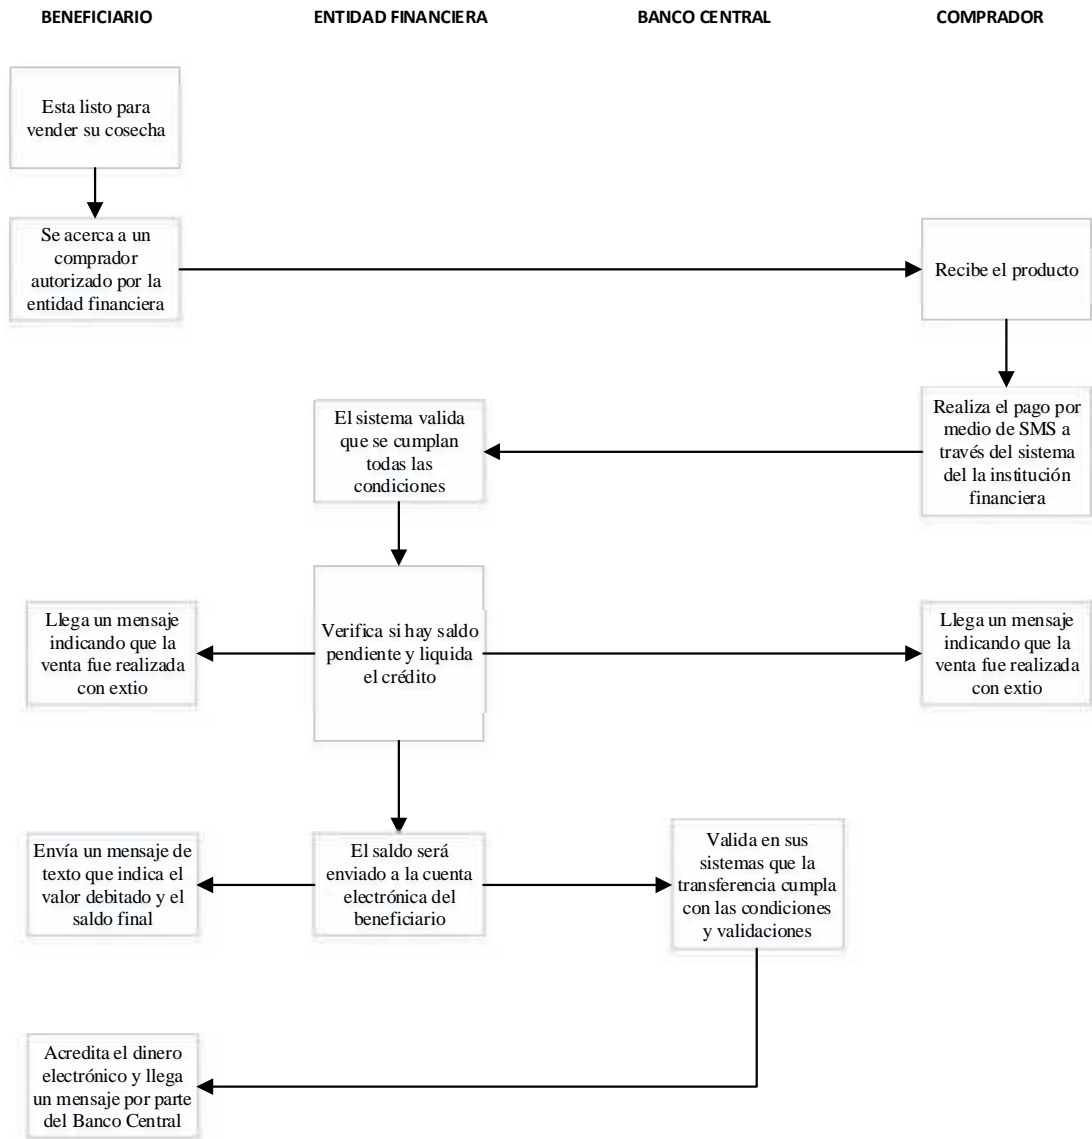 BENEFICIARIO
ENTIDAD FINANCIERA
BANCO CENTRAL
COMPRADOR
Esta listo para
vender su cosecha
Se acerca a un
comprador
autorizado por la
entidad financiera
Recibe el producto
El sistema valida
que se cumplan
todas las
condiciones
Realiza el pago por
medio de SMS a
través del sistema
del la institución
financiera
Llega un mensaje
indicando que la
venta fue realizada
con extio
Verifica si hay saldo
pendiente y liquida
el crédito
Llega un mensaje
indicando que la
venta fue realizada
con extio
Envía un mensaje de
texto que indica el
valor debitado y el
saldo final
El saldo será
enviado a la cuenta
electrónica del
beneficiario
Valida en sus
sistemas que la
transferencia cumpla
con las condiciones
y validaciones
Acredita el dinero
electrónico y llega
un mensaje por parte
del Banco Central